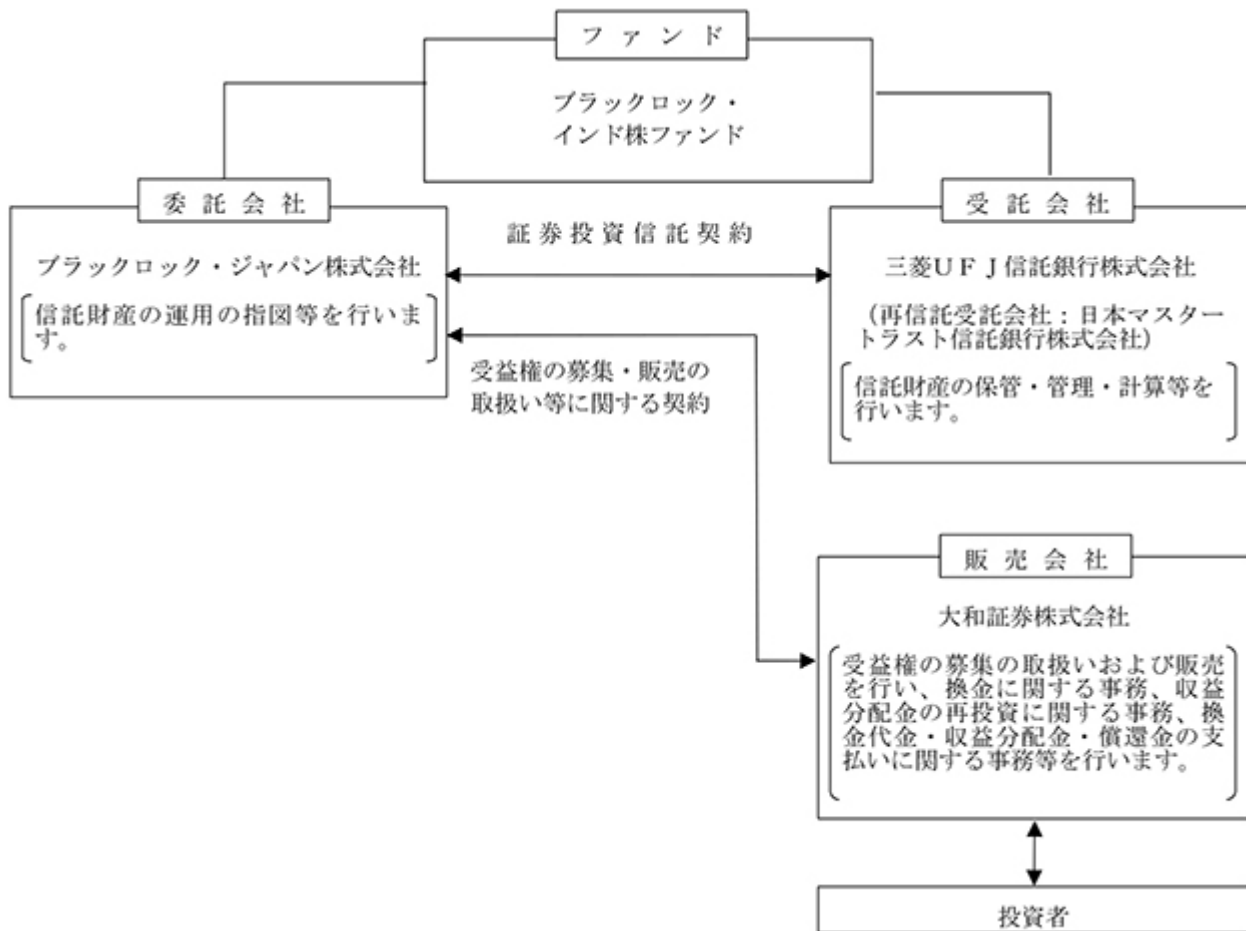 ファンド
ブラックロック・
インド株ファンド
委託会社
ブラックロック・ジャパン株式会社
信託財産の運用の指図等を行いま
す。
証券投資信託契約
受益権の募集・販売の
取扱い等に関する契約
受託会社
三菱UFJ信託銀行株式会社
(再信託受託会社:日本マスター
トラスト信託銀行株式会社)
信託財産の保管・管理・計算等を
行います。
販売会社
大和証券株式会社
受益権の募集の取扱いおよび販売
を行い、換金に関する事務、収益
分配金の再投資に関する事務、換
金代金・収益分配金・償還金の支
払いに関する事務等を行います。
投資者